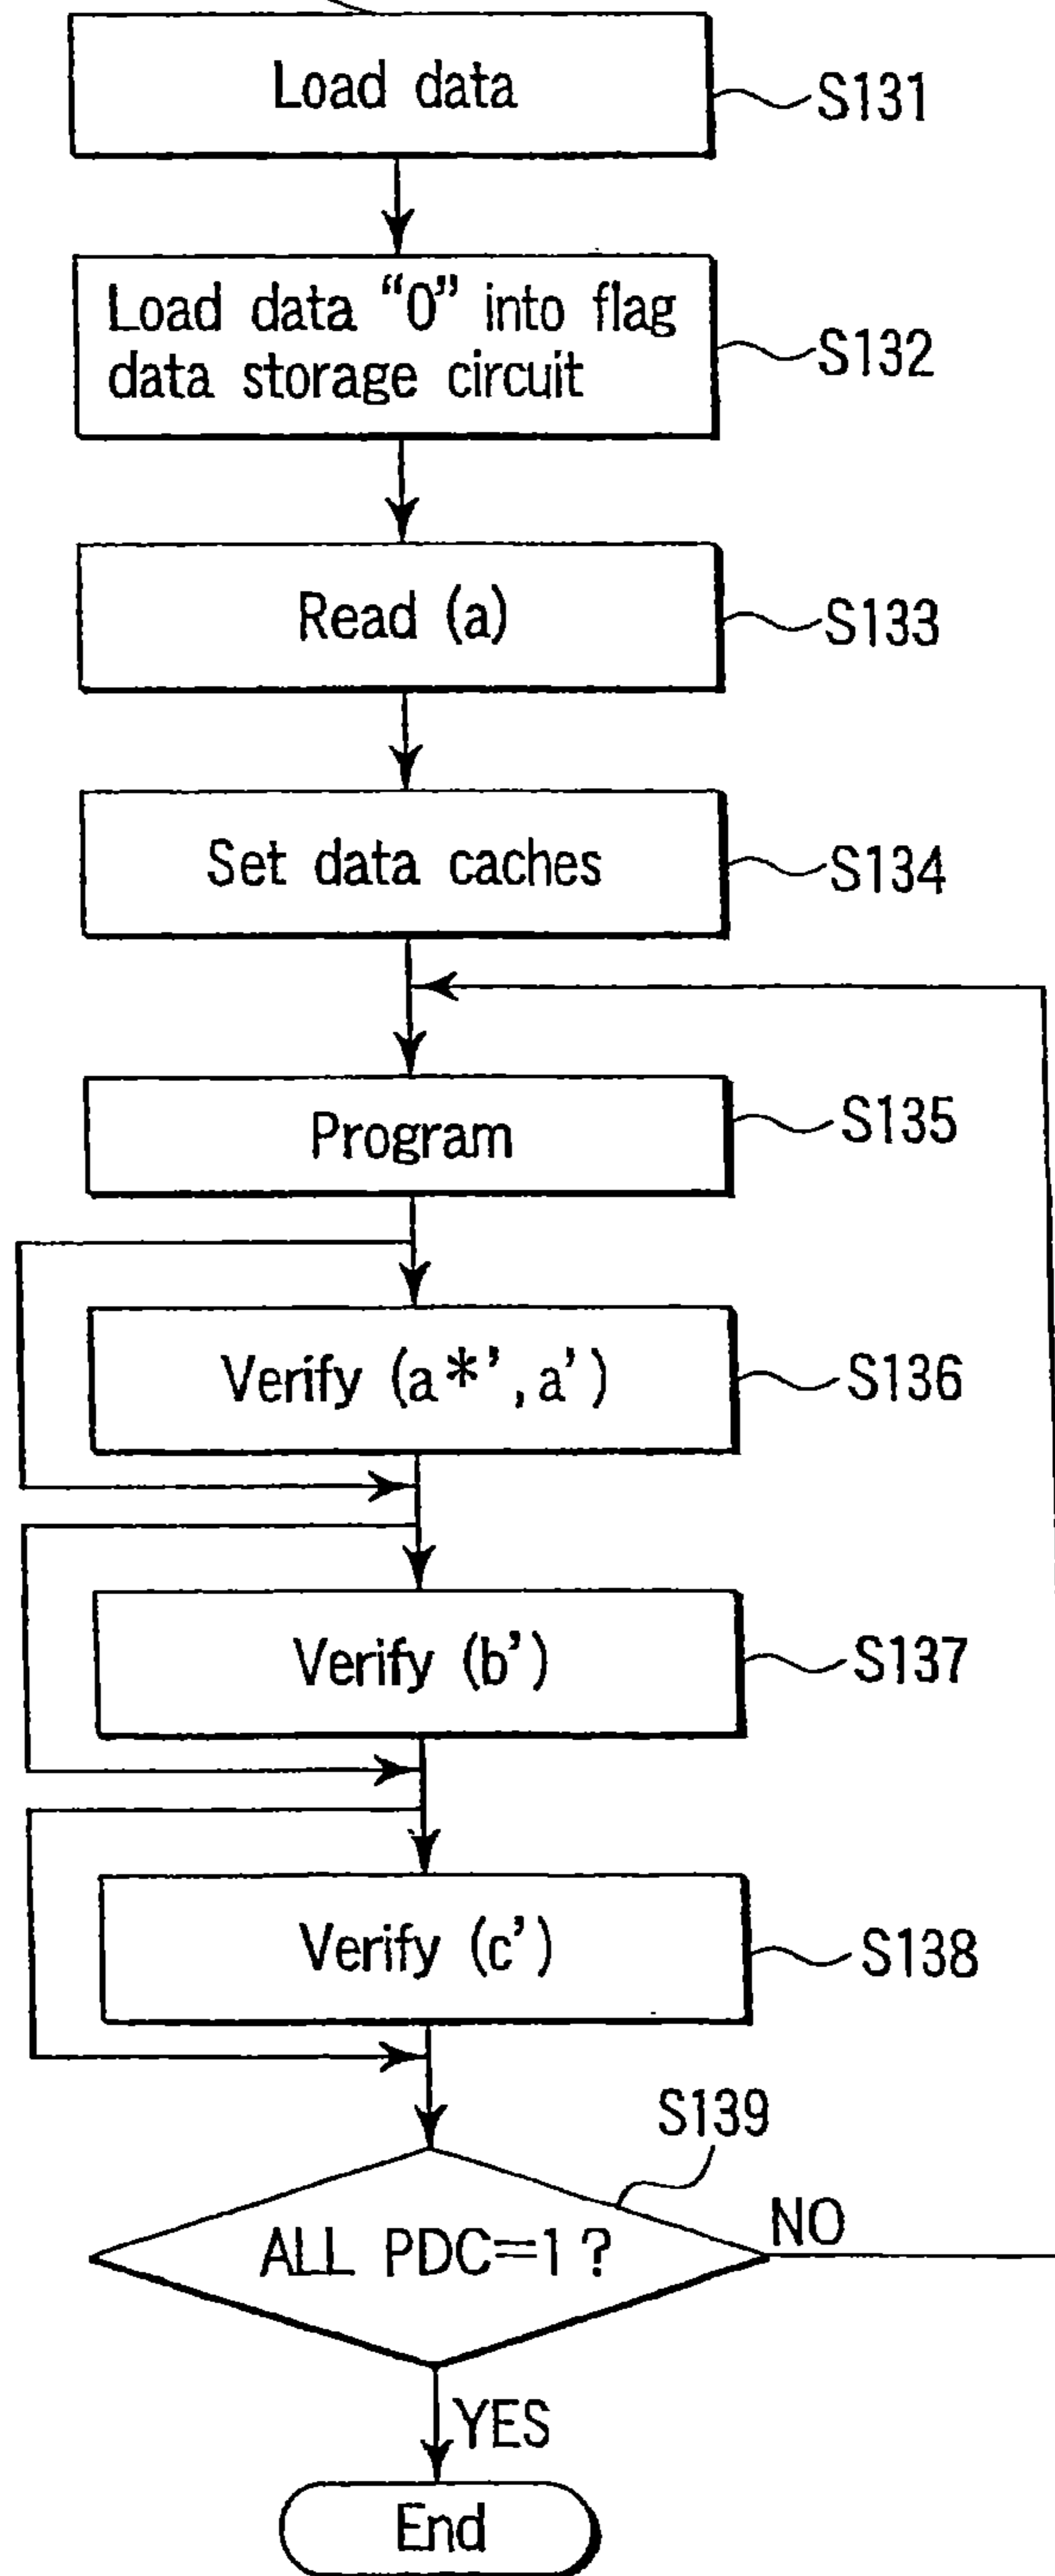 Load data
S131
Load data “0” into flag
data storage circuit
S132
Read (a)
S133
Set data caches
S134
Program
S135
Verify (a*’, a’)
S136
Verify (b’)
S137
Verify (c’)
S138
S139
ALL PDC=1 ?
NO
YES
End